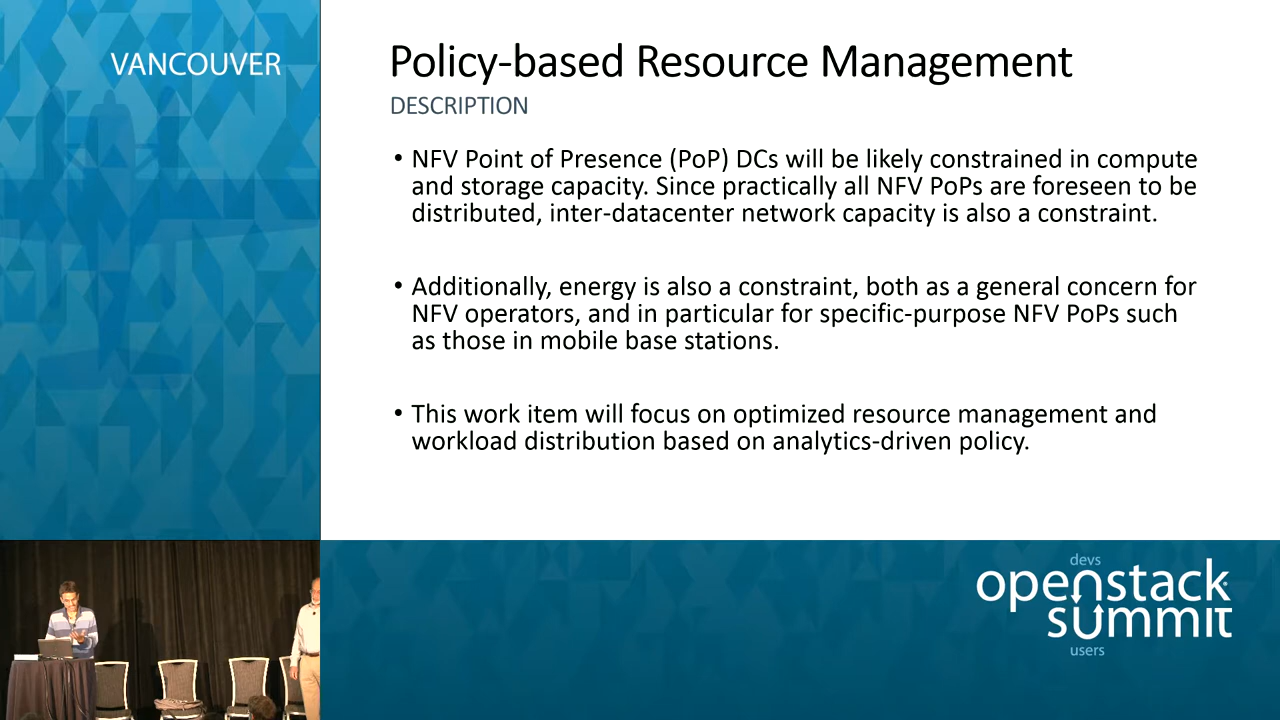 VANCOUVER
Policy-based Resource Management
DESCRIPTION
• NFV Point of Presence (PoP) DCs will be likely constrained in compute
and storage capacity. Since practically all NFV PoPs are foreseen to be
distributed, inter-datacenter network capacity is also a constraint.
• Additionally, energy is also a constraint, both as a general concern for
NFV operators, and in particular for specific-purpose NFV PoPs such
as those in mobile base stations.
• This work item will focus on optimized resource management and
workload distribution based on analytics-driven policy.
devs
openstack
summit
users